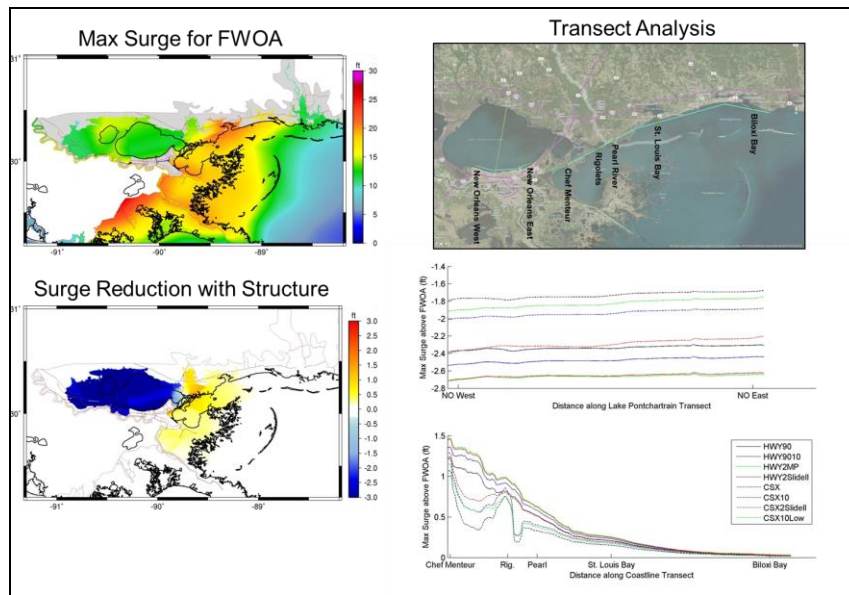 Max Surge for FWOA
31°
30°
-91°
-90°
-89°
ft
30
25
20
15
10
5
0
Transect Analysis
New Orleans West
New Orleans East
Chef Menteur
Rigolets
Pearl River
St. Louis Bay
Biloxi Bay
Surge Reduction with Structure
31°
30°
-91°
-90°
-89°
ft
3.0
2.5
2.0
1.5
1.0
0.5
0.0
-0.5
-1.0
-1.5
-2.0
-2.5
-3.0
Max Surge above FWOA (ft)
-1.4
-1.6
-1.8
-2
-2.2
-2.4
-2.6
-2.8
NO West
NO East
Distance along Lake Pontchartrain Transect
Max Surge above FWOA (ft)
1.5
1
0.5
0
Chef Menteur
Rig.
Pearl
St. Louis Bay
Biloxi Bay
Distance along Coastline Transect
HWY90
HWY9010
HWY2MP
HWY2Slidell
CSX
CSX10
CSX2Slidell
CSX10Low